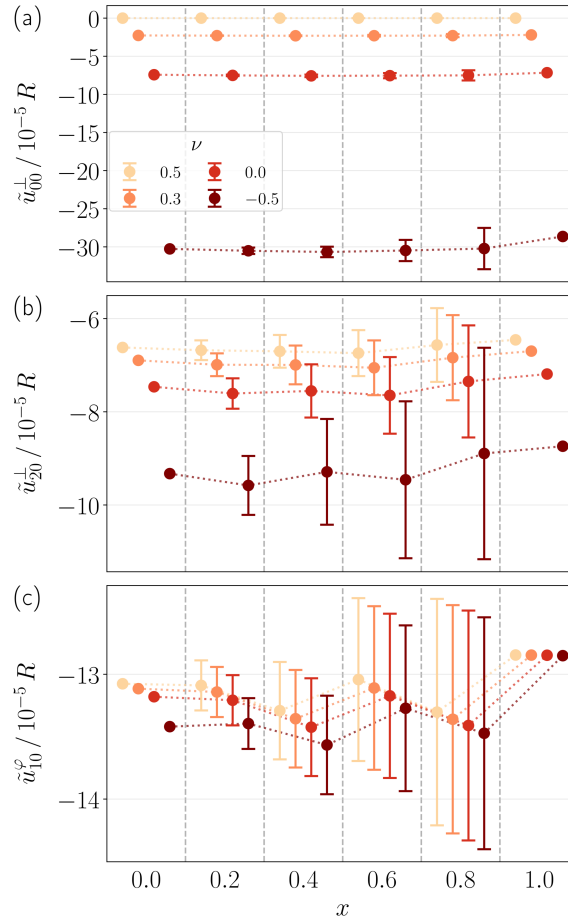 (a)
0
−5
−10
−15
−20
−25
−30
ũ⊥00 / 10⁻⁵ R
ν
0.5 0.0
0.3 −0.5
(b)
−6
−8
−10
ũ⊥20 / 10⁻⁵ R
(c)
−13
−14
ũφ10 / 10⁻⁵ R
0.0 0.2 0.4 0.6 0.8 1.0
x